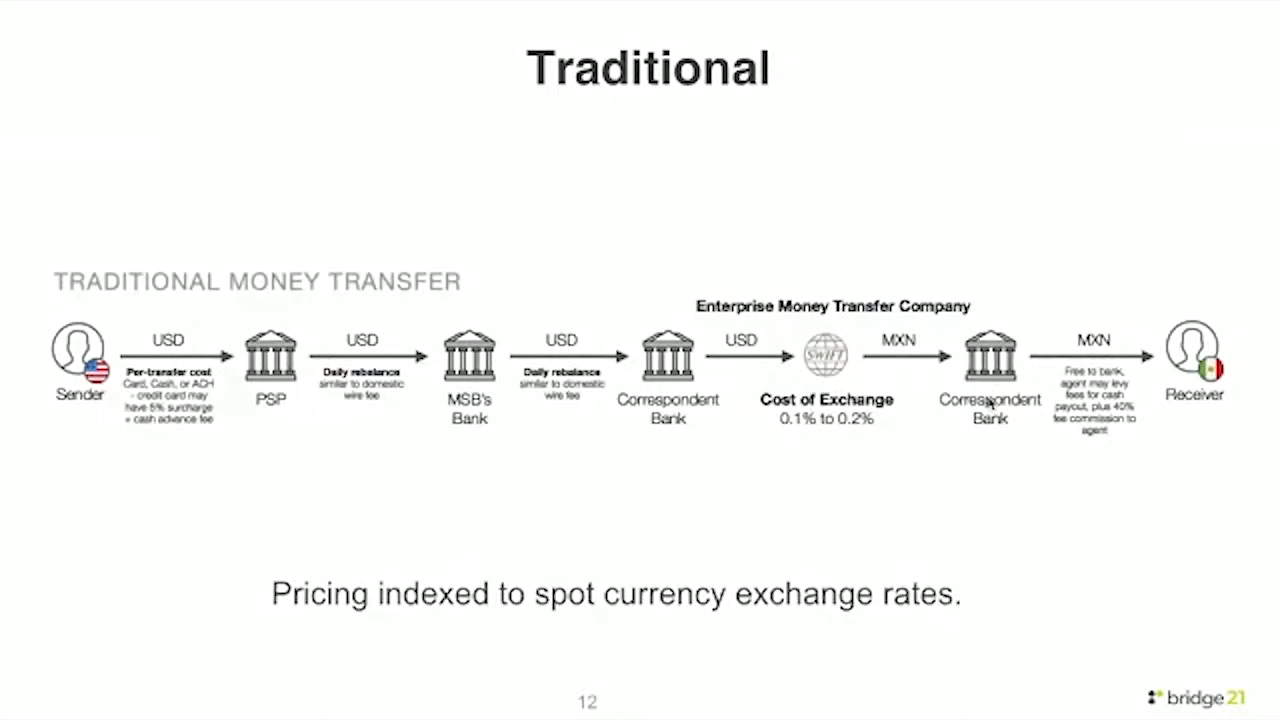 Traditional
TRADITIONAL MONEY TRANSFER
Enterprise Money Transfer Company
USD
USD
USD
USD
MXN
MXN
SWIFT
Sender
Per-transfer cost
Card, Cash, or ACH
- credit card may
have 5% surcharge
+ cash advance fee
PSP
Daily rebalance
similar to domestic
wire fee
MSB's
Bank
Daily rebalance
similar to domestic
wire fee
Correspondent
Bank
Cost of Exchange
0.1% to 0.2%
Correspondent
Bank
Free to bank,
agent may levy
fees for cash
payout, plus 40%
fee commission to
agent
Receiver
Pricing indexed to spot currency exchange rates.
12
bridge21